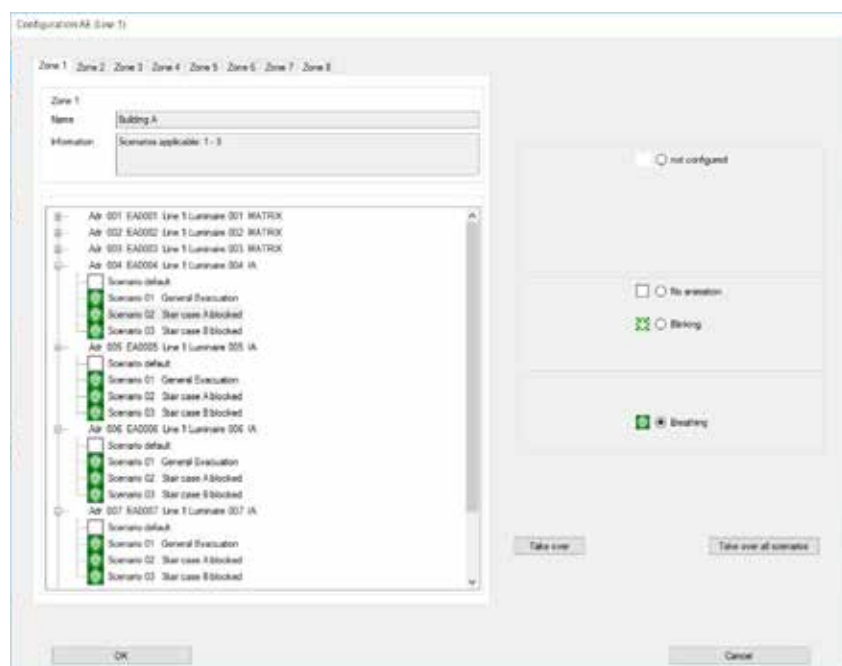 Configuration AE (Line 1)
Zone 1 Zone 2 Zone 3 Zone 4 Zone 5 Zone 6 Zone 7 Zone 8
Zone 1
Name Building A
Information Scenarios applicable: 1 - 3
Adr 001 EA0001 Line 1 Luminaire 001 MATRIX
Adr 002 EA0002 Line 1 Luminaire 002 MATRIX
Adr 003 EA0003 Line 1 Luminaire 003 MATRIX
Adr 004 EA0004 Line 1 Luminaire 004 IA
Scenario default
Scenario 01 General Evacuation
Scenario 02 Stair case A blocked
Scenario 03 Stair case B blocked
Adr 005 EA0005 Line 1 Luminaire 005 IA
Scenario default
Scenario 01 General Evacuation
Scenario 02 Stair case A blocked
Scenario 03 Stair case B blocked
Adr 006 EA0006 Line 1 Luminaire 006 IA
Scenario default
Scenario 01 General Evacuation
Scenario 02 Stair case A blocked
Scenario 03 Stair case B blocked
Adr 007 EA0007 Line 1 Luminaire 007 IA
Scenario default
Scenario 01 General Evacuation
Scenario 02 Stair case A blocked
Scenario 03 Stair case B blocked
not configured
No animation
Blinking
Breathing
Take over
Take over all scenarios
OK
Cancel